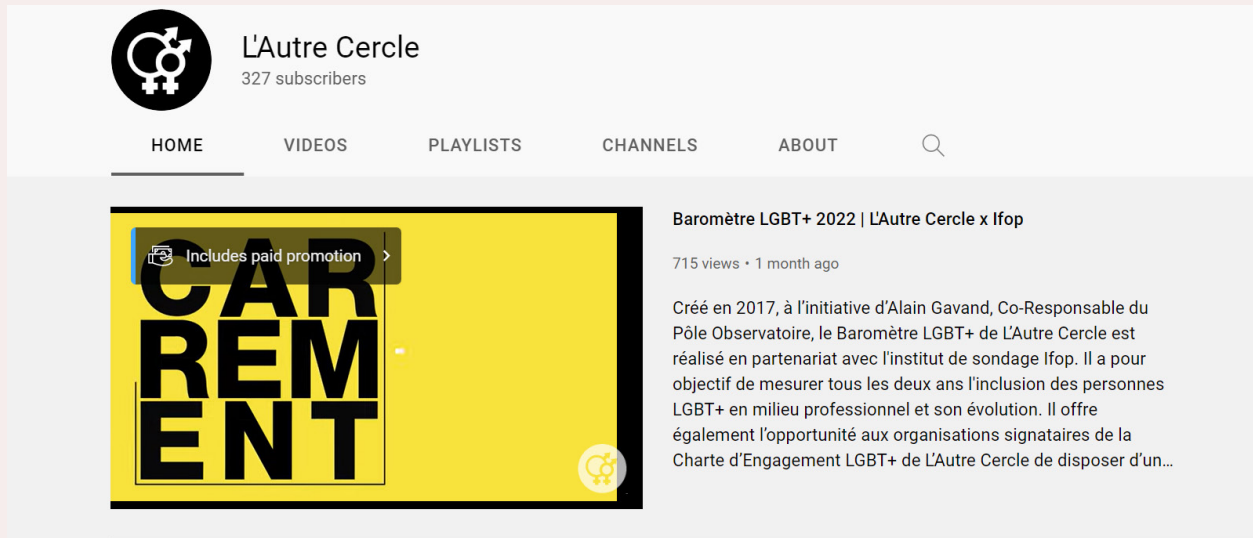 L'Autre Cercle
327 subscribers
HOME VIDEOS PLAYLISTS CHANNELS ABOUT
Includes paid promotion
CAR
REM
ENT
Baromètre LGBT+ 2022 | L'Autre Cercle x Ifop
715 views • 1 month ago
Créé en 2017, à l’initiative d’Alain Gavand, Co-Responsable du
Pôle Observatoire, le Baromètre LGBT+ de L’Autre Cercle est
réalisé en partenariat avec l'institut de sondage Ifop. Il a pour
objectif de mesurer tous les deux ans l'inclusion des personnes
LGBT+ en milieu professionnel et son évolution. Il offre
également l’opportunité aux organisations signataires de la
Charte d’Engagement LGBT+ de L’Autre Cercle de disposer d’un...